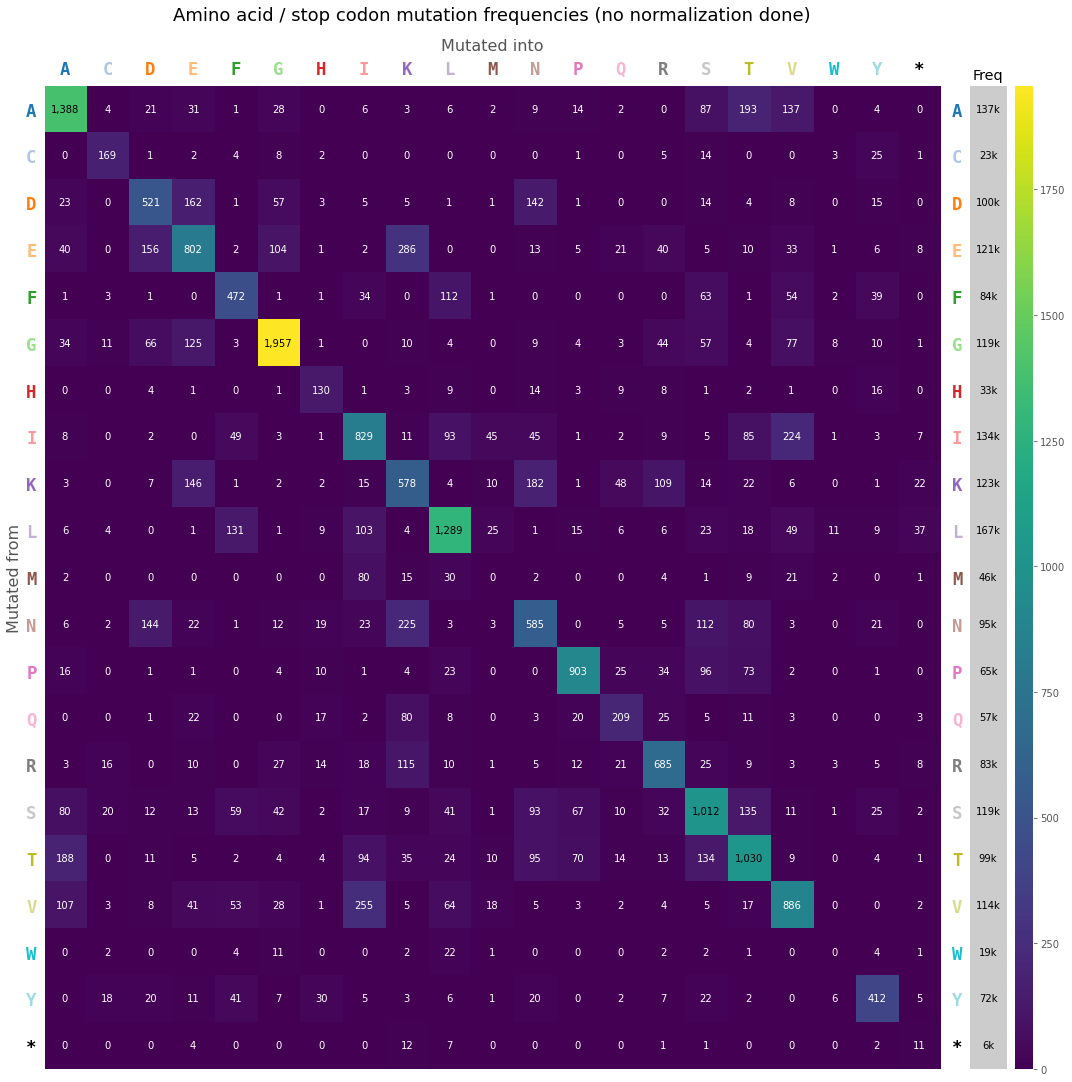 Amino acid / stop codon mutation frequencies (no normalization done)
Mutated into
A C D E F G H I K L M N P Q R S T V W Y *
Freq
A 1,388 4 21 31 1 28 0 6 3 6 2 9 14 2 0 87 193 137 0 4 0 A 137k
C 0 169 1 2 4 8 2 0 0 0 0 0 1 0 5 14 0 0 3 25 1 C 23k
D 23 0 521 162 1 57 3 5 5 1 1 142 1 0 0 14 4 8 0 15 0 D 100k
E 40 0 156 802 2 104 1 2 286 0 0 13 5 21 40 5 10 33 1 6 8 E 121k
F 1 3 1 0 472 1 1 34 0 112 1 0 0 0 0 63 1 54 2 39 0 F 84k
G 34 11 66 125 3 1,957 1 0 10 4 0 9 4 3 44 57 4 77 8 10 1 G 119k
H 0 0 4 1 0 1 130 1 3 9 0 14 3 9 8 1 2 1 0 16 0 H 33k
I 8 0 2 0 49 3 1 829 11 93 45 45 1 2 9 5 85 224 1 3 7 I 134k
K 3 0 7 146 1 2 2 15 578 4 10 182 1 48 109 14 22 6 0 1 22 K 123k
L 6 4 0 1 131 1 9 103 4 1,289 25 1 15 6 6 23 18 49 11 9 37 L 167k
M 2 0 0 0 0 0 0 80 15 30 0 2 0 0 4 1 9 21 2 0 1 M 46k
N 6 2 144 22 1 12 19 23 225 3 3 585 0 5 5 112 80 3 0 21 0 N 95k
P 16 0 1 1 0 4 10 1 4 23 0 0 903 25 34 96 73 2 0 1 0 P 65k
Q 0 0 1 22 0 0 17 2 80 8 0 3 20 209 25 5 11 3 0 0 3 Q 57k
R 3 16 0 10 0 27 14 18 115 10 1 5 12 21 685 25 9 3 3 5 8 R 83k
S 80 20 12 13 59 42 2 17 9 41 1 93 67 10 32 1,012 135 11 1 25 2 S 119k
T 188 0 11 5 2 4 4 94 35 24 10 95 70 14 13 134 1,030 9 0 4 1 T 99k
V 107 3 8 41 53 28 1 255 5 64 18 5 3 2 4 5 17 886 0 0 2 V 114k
W 0 2 0 0 4 11 0 0 2 22 1 0 0 0 2 2 1 0 0 4 1 W 19k
Y 0 18 20 11 41 7 30 5 3 6 1 20 0 2 7 22 2 0 6 412 5 Y 72k
* 0 0 0 4 0 0 0 0 12 7 0 0 0 0 1 1 0 0 0 2 11 * 6k
Mutated from
1750
1500
1250
1000
750
500
250
0